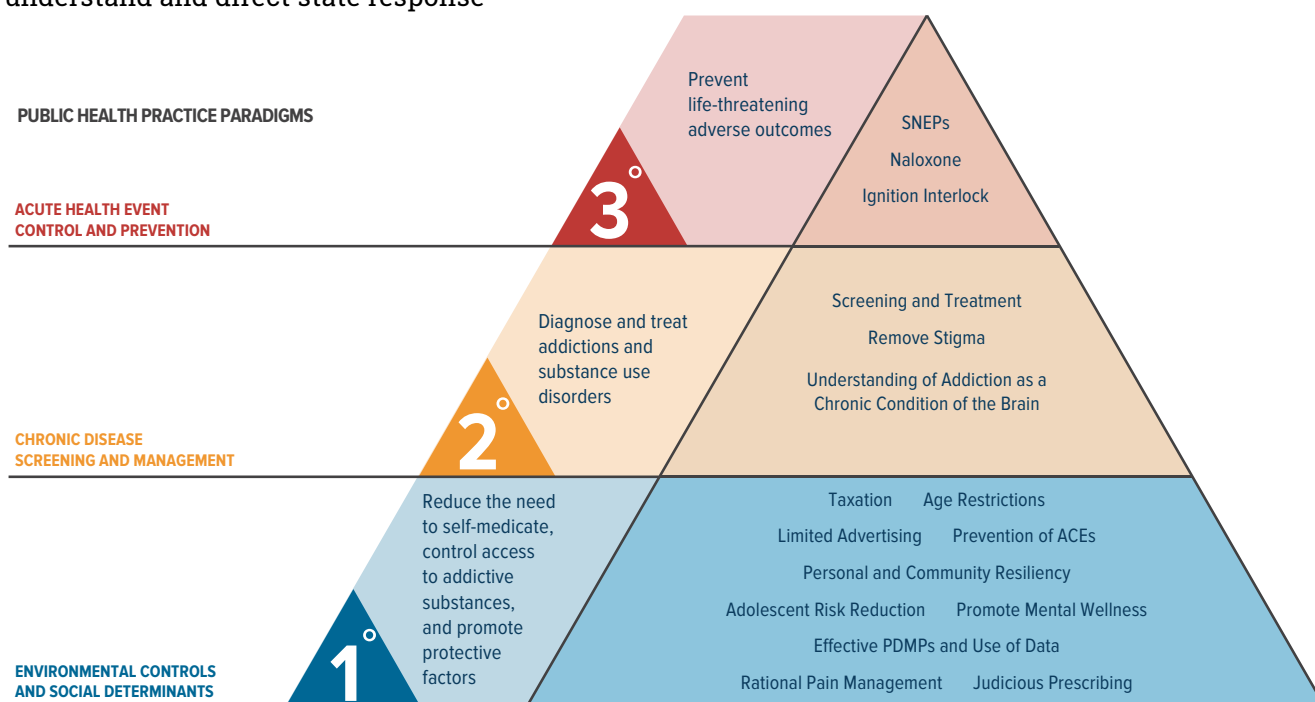 understand and direct state response
PUBLIC HEALTH PRACTICE PARADIGMS
Prevent
life-threatening
adverse outcomes
SNEPs
Naloxone
Ignition Interlock
3°
ACUTE HEALTH EVENT
CONTROL AND PREVENTION
Diagnose and treat
addictions and
substance use
disorders
Screening and Treatment
Remove Stigma
Understanding of Addiction as a
Chronic Condition of the Brain
2°
CHRONIC DISEASE
SCREENING AND MANAGEMENT
Reduce the need
to self-medicate,
control access
to addictive
substances,
and promote
protective
factors
Taxation Age Restrictions
Limited Advertising Prevention of ACEs
Personal and Community Resiliency
Adolescent Risk Reduction Promote Mental Wellness
Effective PDMPs and Use of Data
Rational Pain Management Judicious Prescribing
1°
ENVIRONMENTAL CONTROLS
AND SOCIAL DETERMINANTS